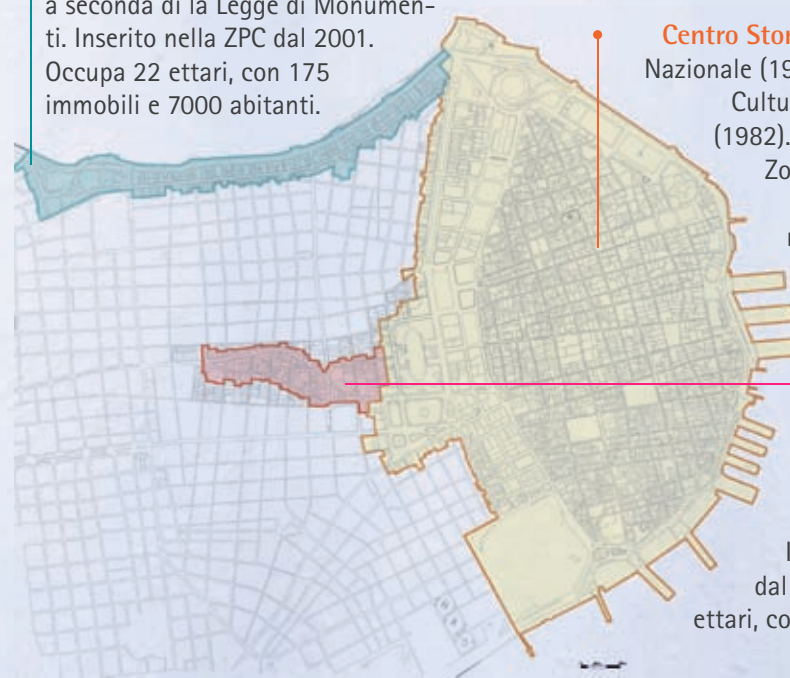 a seconda di la Legge di Monumen-
ti. Inserito nella ZPC dal 2001.
Occupa 22 ettari, con 175
immobili e 7000 abitanti.
Centro Stor
Nazionale (19
Cultu
(1982).
Zo
dal
ettari, co